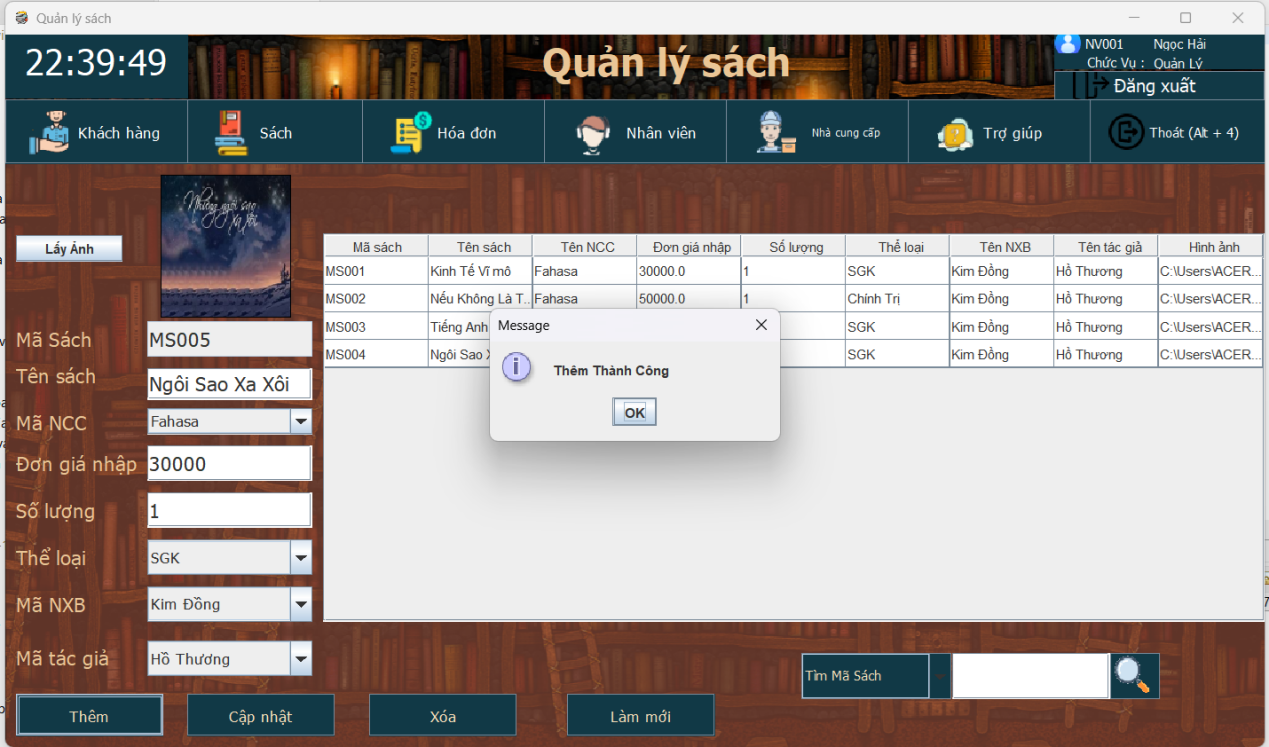 Quản lý sách
22:39:49
Quản lý sách
NV001 Ngọc Hải
Chức Vụ : Quản Lý
Đăng xuất
Khách hàng
Sách
Hóa đơn
Nhân viên
Nhà cung cấp
Trợ giúp
Thoát (Alt + 4)
Những ngôi sao
Xa Xôi
Lấy Ảnh
Mã sách Tên sách Tên NCC Đơn giá nhập Số lượng Thể loại Tên NXB Tên tác giả Hình ảnh
MS001 Kinh Tế Vĩ mô Fahasa 30000.0 1 SGK Kim Đồng Hồ Thương C:\Users\ACER...
MS002 Nếu Không Là T... Fahasa 50000.0 1 Chính Trị Kim Đồng Hồ Thương C:\Users\ACER...
MS003 Tiếng Anh SGK Kim Đồng Hồ Thương C:\Users\ACER...
MS004 Ngôi Sao SGK Kim Đồng Hồ Thương C:\Users\ACER...
Message
Thêm Thành Công
OK
Mã Sách MS005
Tên sách Ngôi Sao Xa Xôi
Mã NCC Fahasa
Đơn giá nhập 30000
Số lượng 1
Thể loại SGK
Mã NXB Kim Đồng
Mã tác giả Hồ Thương
Tìm Mã Sách
Thêm
Cập nhật
Xóa
Làm mới